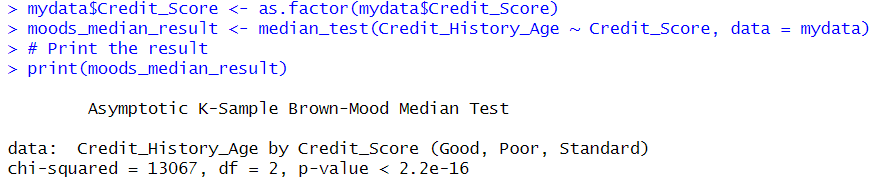 > mydata$Credit_Score <- as.factor(mydata$Credit_Score)
> moods_median_result <- median_test(Credit_History_Age ~ Credit_Score, data = mydata)
> # Print the result
> print(moods_median_result)
Asymptotic K-Sample Brown-Mood Median Test
data:  Credit_History_Age by Credit_Score (Good, Poor, Standard)
chi-squared = 13067, df = 2, p-value < 2.2e-16